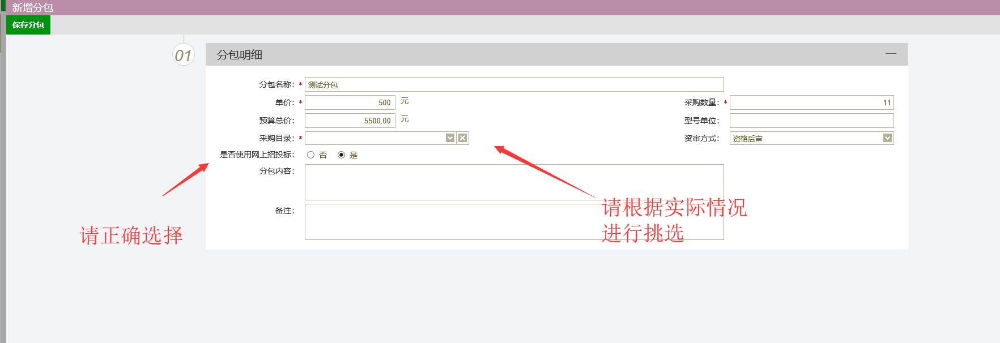 新增分包
保存分包
01 分包明细
分包名称：* 测试分包
单价：* 500 元 采购数量：* 11
预算总价： 5500.00 元 型号单位：
采购目录：* 资审方式： 资格后审
是否使用网上招投标： 否 是
分包内容：
备注：
请根据实际情况
进行挑选
请正确选择